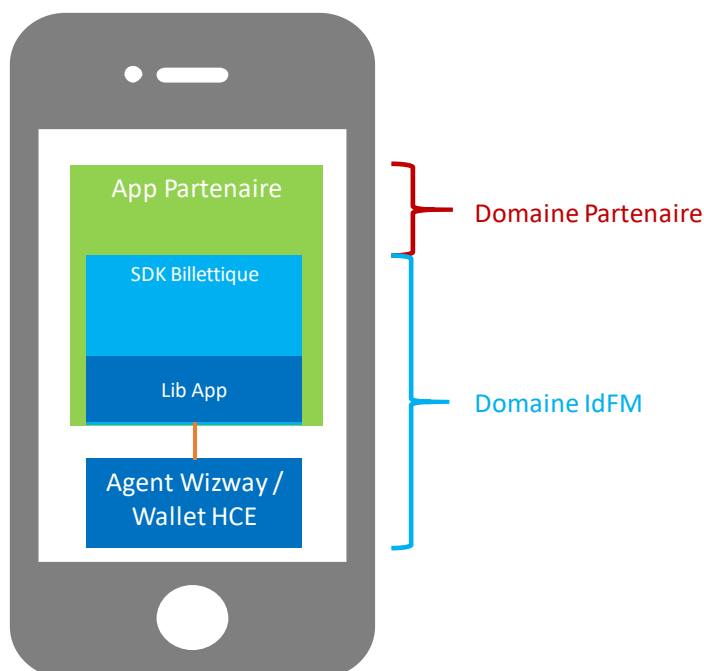 App Partenaire
Domaine Partenaire
SDK Billettique
Lib App
Domaine IdFM
Agent Wizway /
Wallet HCE